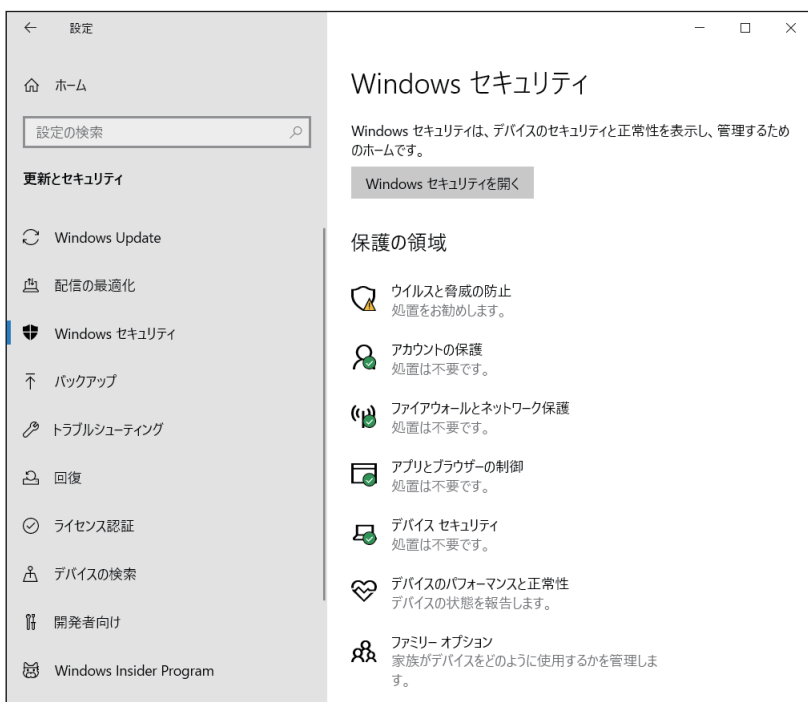 設定
ホーム
設定の検索
更新とセキュリティ
Windows Update
配信の最適化
Windows セキュリティ
バックアップ
トラブルシューティング
回復
ライセンス認証
デバイスの検索
開発者向け
Windows Insider Program
Windows セキュリティ
Windows セキュリティは、デバイスのセキュリティと正常性を表示し、管理するため
のホームです。
Windows セキュリティを開く
保護の領域
ウイルスと脅威の防止
処置をお勧めします。
アカウントの保護
処置は不要です。
ファイアウォールとネットワーク保護
処置は不要です。
アプリとブラウザーの制御
処置は不要です。
デバイス セキュリティ
処置は不要です。
デバイスのパフォーマンスと正常性
デバイスの状態を報告します。
ファミリー オプション
家族がデバイスをどのように使用するかを管理しま
す。